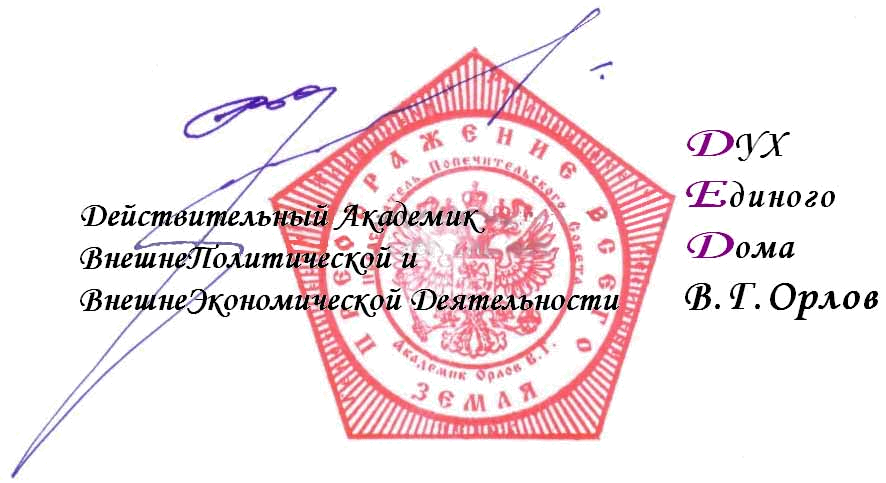 Действительный Академик
ВнешнеПолитической и
ВнешнеЭкономической Деятельности
Дух
Единого
Дома
В.Г.Орлов
ПРЕОБРАЖЕНИЕ ВСЕГО
ЗЕМЛЯ
Попечительского Совета
Академик Орлов В.Г.